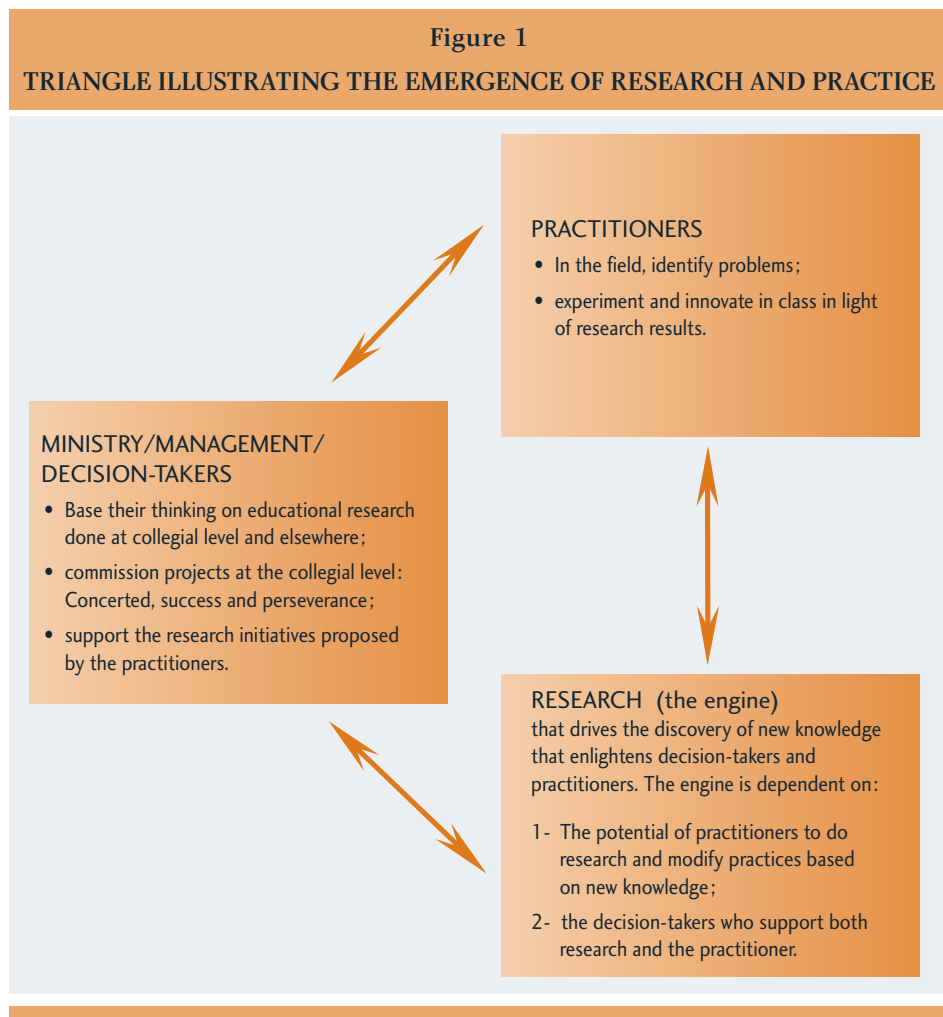 Figure 1
TRIANGLE ILLUSTRATING THE EMERGENCE OF RESEARCH AND PRACTICE
PRACTITIONERS
• In the field, identify problems;
• experiment and innovate in class in light
of research results.
MINISTRY/MANAGEMENT/
DECISION-TAKERS
• Base their thinking on educational research
done at collegial level and elsewhere;
• commission projects at the collegial level:
Concerted, success and perseverance;
• support the research initiatives proposed
by the practitioners.
RESEARCH (the engine)
that drives the discovery of new knowledge
that enlightens decision-takers and
practitioners. The engine is dependent on:
1- The potential of practitioners to do
research and modify practices based
on new knowledge;
2- the decision-takers who support both
research and the practitioner.